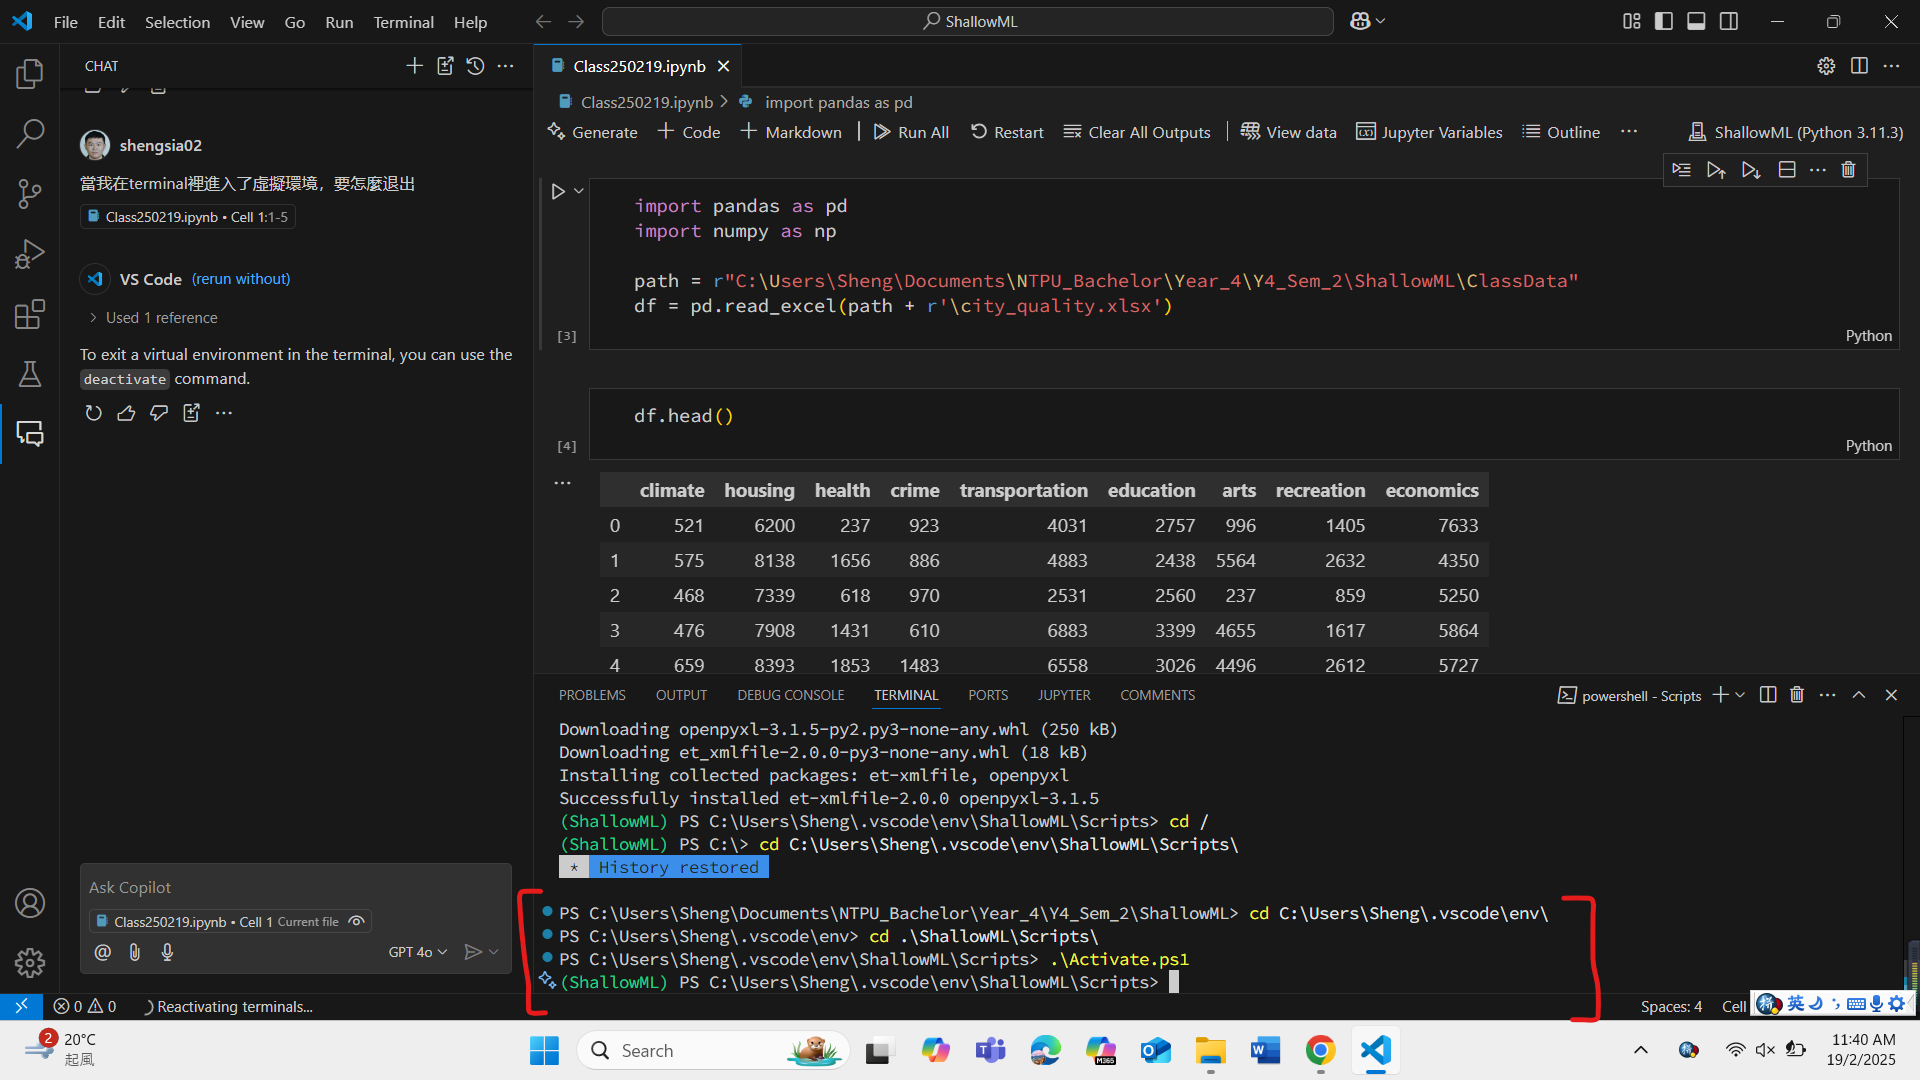 File Edit Selection View Go Run Terminal Help
ShallowML
CHAT
shengsia02
當我在terminal裡進入了虛擬環境，要怎麼退出
Class250219.ipynb • Cell 1:1-5
VS Code (rerun without)
Used 1 reference
To exit a virtual environment in the terminal, you can use the
deactivate command.
Ask Copilot
Class250219.ipynb • Cell 1 Current file
GPT 4o
Class250219.ipynb
Class250219.ipynb > import pandas as pd
Generate Code Markdown Run All Restart Clear All Outputs View data Jupyter Variables Outline ShallowML (Python 3.11.3)
import pandas as pd
import numpy as np
path = r"C:\Users\Sheng\Documents\NTPU_Bachelor\Year_4\Y4_Sem_2\ShallowML\ClassData"
df = pd.read_excel(path + r'\city_quality.xlsx')
[3] Python
df.head()
[4] Python
climate housing health crime transportation education arts recreation economics
0 521 6200 237 923 4031 2757 996 1405 7633
1 575 8138 1656 886 4883 2438 5564 2632 4350
2 468 7339 618 970 2531 2560 237 859 5250
3 476 7908 1431 610 6883 3399 4655 1617 5864
4 659 8393 1853 1483 6558 3026 4496 2612 5727
PROBLEMS OUTPUT DEBUG CONSOLE TERMINAL PORTS JUPYTER COMMENTS powershell - Scripts
Downloading openpyxl-3.1.5-py2.py3-none-any.whl (250 kB)
Downloading et_xmlfile-2.0.0-py3-none-any.whl (18 kB)
Installing collected packages: et-xmlfile, openpyxl
Successfully installed et-xmlfile-2.0.0 openpyxl-3.1.5
(ShallowML) PS C:\Users\Sheng\.vscode\env\ShallowML\Scripts> cd /
(ShallowML) PS C:\> cd C:\Users\Sheng\.vscode\env\ShallowML\Scripts\
* History restored
PS C:\Users\Sheng\Documents\NTPU_Bachelor\Year_4\Y4_Sem_2\ShallowML> cd C:\Users\Sheng\.vscode\env\
PS C:\Users\Sheng\.vscode\env> cd .\ShallowML\Scripts\
PS C:\Users\Sheng\.vscode\env\ShallowML\Scripts> .\Activate.ps1
(ShallowML) PS C:\Users\Sheng\.vscode\env\ShallowML\Scripts>
0 0 Reactivating terminals... Spaces: 4 Cell
英
2
20°C
起風
Search
M365
11:40 AM
19/2/2025